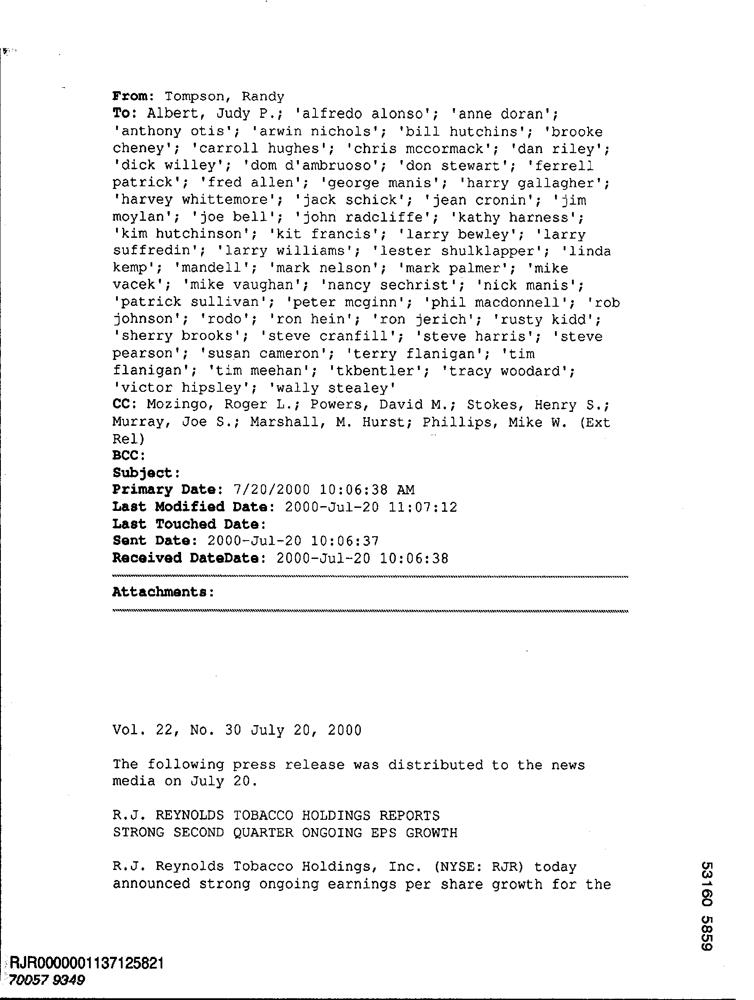 From: Tompson, Randy
To: Albert, Judy P.; 'alfredo alonso'; 'anne doran';
'anthony otis'; 'arwin nichols'; 'bill hutchins'; 'brooke
cheney'; 'carroll hughes'; 'chris mccormack'; 'dan riley';
'dick willey'; 'dom d'ambruoso'; 'don stewart'; 'ferrell
patrick'; 'fred allen'; 'george manis'; 'harry gallagher';
'harvey whittemore'; 'jack schick'; 'jean cronin'; 'jim
moylan'; 'joe bell'; 'john radcliffe'; 'kathy harness';
'kim hutchinson'; 'kit francis'; 'larry bewley'; 'larry
suffredin'; 'larry williams'; 'lester shulklapper'; 'linda
kemp'; 'mandell'; 'mark nelson'; 'mark palmer'; 'mike
vacek'; 'mike vaughan'; 'nancy sechrist'; 'nick manis';
'patrick sullivan'; 'peter mcginn'; 'phil macdonnell'; 'rob
johnson'; 'rodo'; 'ron hein'; 'ron jerich'; 'rusty kidd';
'sherry brooks'; 'steve cranfill'; 'steve harris'; 'steve
pearson'; 'susan cameron'; 'terry flanigan'; 'tim
flanigan'; 'tim meehan'; 'tkbentler'; 'tracy woodard';
'victor hipsley'; 'wally stealey'
CC: Mozingo, Roger L.; Powers, David M.; Stokes, Henry S.;
Murray, Joe S.; Marshall, M. Hurst; Phillips, Mike W. (Ext
Rel)
BCC:
Subject:
Primary Date: 7/20/2000 10:06:38 AM
Last Modified Date: 2000-Jul-20 11:07:12
Last Touched Date:
Sent Date: 2000-Jul-20 10:06:37
Received DateDate: 2000-Jul-20 10:06:38
Attachments:
Vol. 22, No. 30 July 20, 2000
The following press release was distributed to the news
media on July 20.
R.J. REYNOLDS TOBACCO HOLDINGS REPORTS
STRONG SECOND QUARTER ONGOING EPS GROWTH
R.J. Reynolds Tobacco Holdings, Inc. (NYSE: RJR) today
announced strong ongoing earnings per share growth for the
53160 5859
RJR0000001137125821
70057 9349